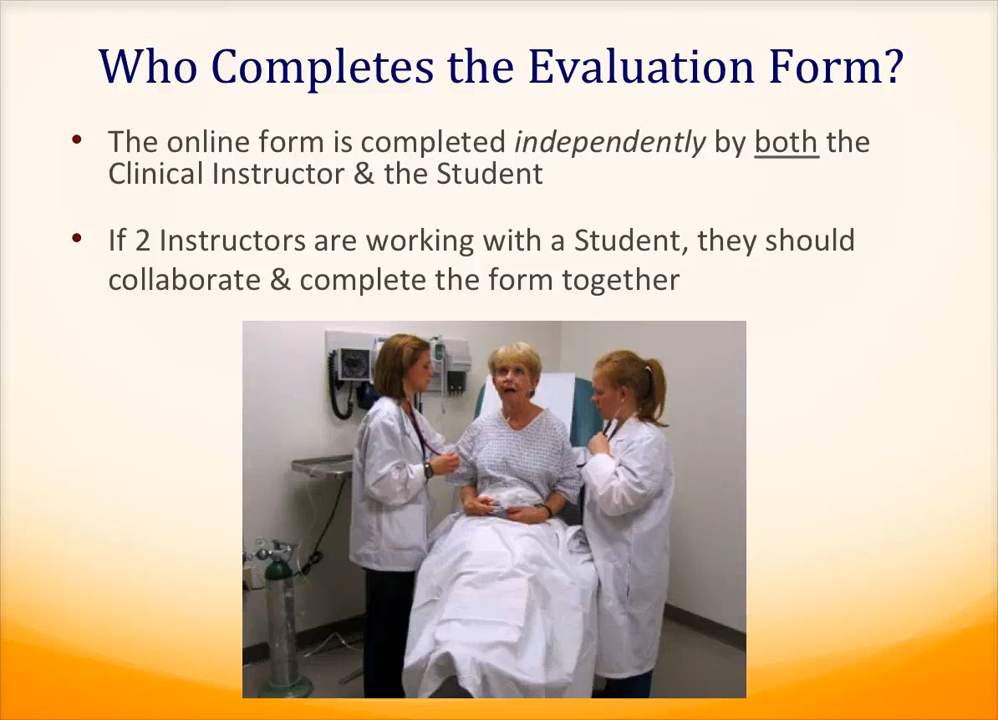 Who Completes the Evaluation Form?
• The online form is completed independently by both the
Clinical Instructor & the Student
• If 2 Instructors are working with a Student, they should
collaborate & complete the form together